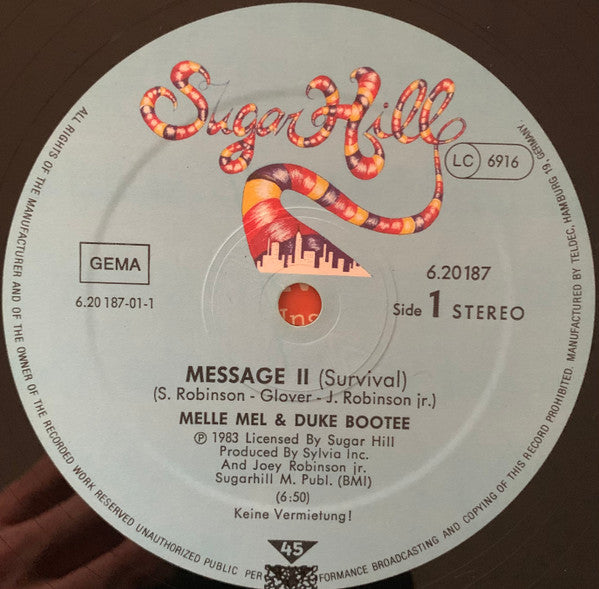 Sugar Hill
LC 6916
GEMA
6.20 187-01-1
6.20187
Side 1 STEREO
MESSAGE II (Survival)
(S. Robinson - Glover - J. Robinson jr.)
MELLE MEL & DUKE BOOTEE
Ⓟ 1983 Licensed By Sugar Hill
Produced By Sylvia Inc.
And Joey Robinson jr.
Sugarhill M. Publ. (BMI)
(6:50)
Keine Vermietung!
45
ALL RIGHTS OF THE MANUFACTURER AND OF THE OWNER OF THE RECORDED WORK RESERVED UNAUTHORIZED PUBLIC PERFORMANCE BROADCASTING AND COPYING OF THIS RECORD PROHIBITED. MANUFACTURED BY TELDEC, HAMBURG 19, GERMANY